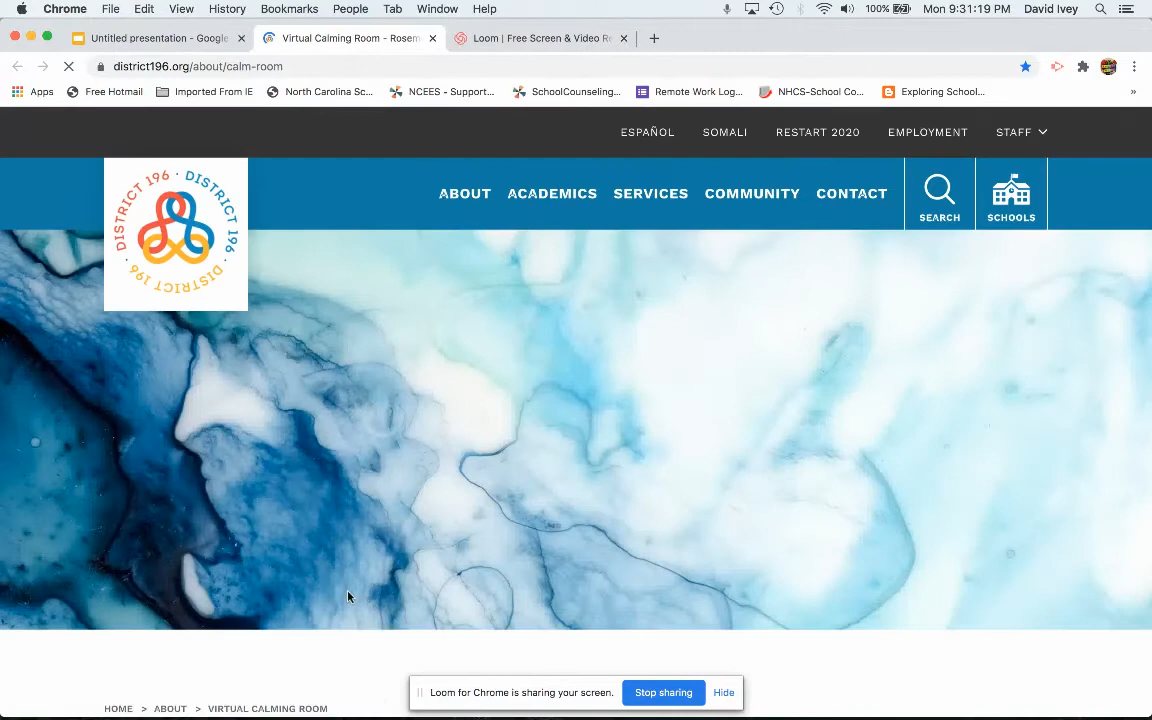 Chrome File Edit View History Bookmarks People Tab Window Help 100% Mon 9:31:19 PM David Ivey
Untitled presentation - Google Virtual Calming Room - Rosem Loom | Free Screen & Video Re
district196.org/about/calm-room
Apps Free Hotmail Imported From IE North Carolina Sc... NCEES - Support... SchoolCounseling... Remote Work Log... NHCS-School Co... Exploring School... »
ESPAÑOL SOMALI RESTART 2020 EMPLOYMENT STAFF
DISTRICT 196 · DISTRICT 196 · DISTRICT 196 ·
ABOUT ACADEMICS SERVICES COMMUNITY CONTACT
SEARCH SCHOOLS
Loom for Chrome is sharing your screen. Stop sharing Hide
HOME > ABOUT > VIRTUAL CALMING ROOM